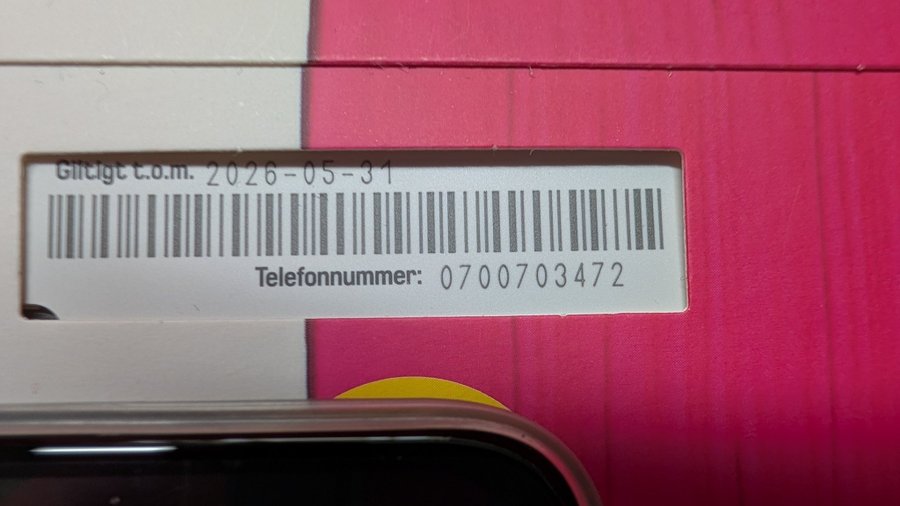 Giltigt t.o.m. 2026-05-31
Telefonnummer: 0700703472